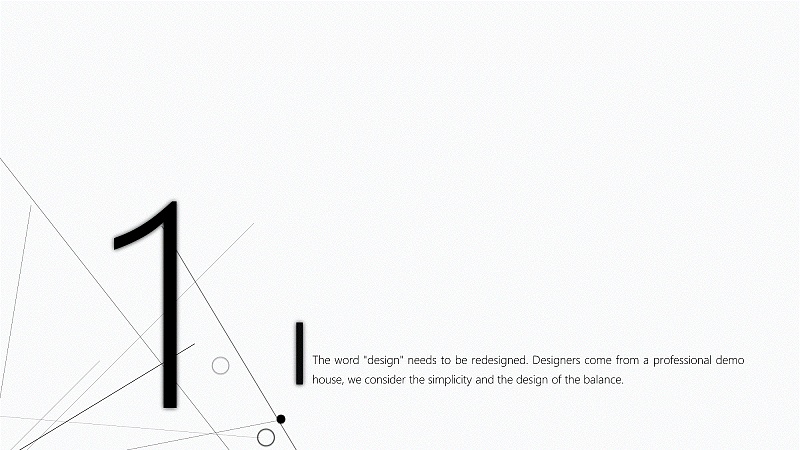 1
The word "design" needs to be redesigned. Designers come from a professional demo
house, we consider the simplicity and the design of the balance.